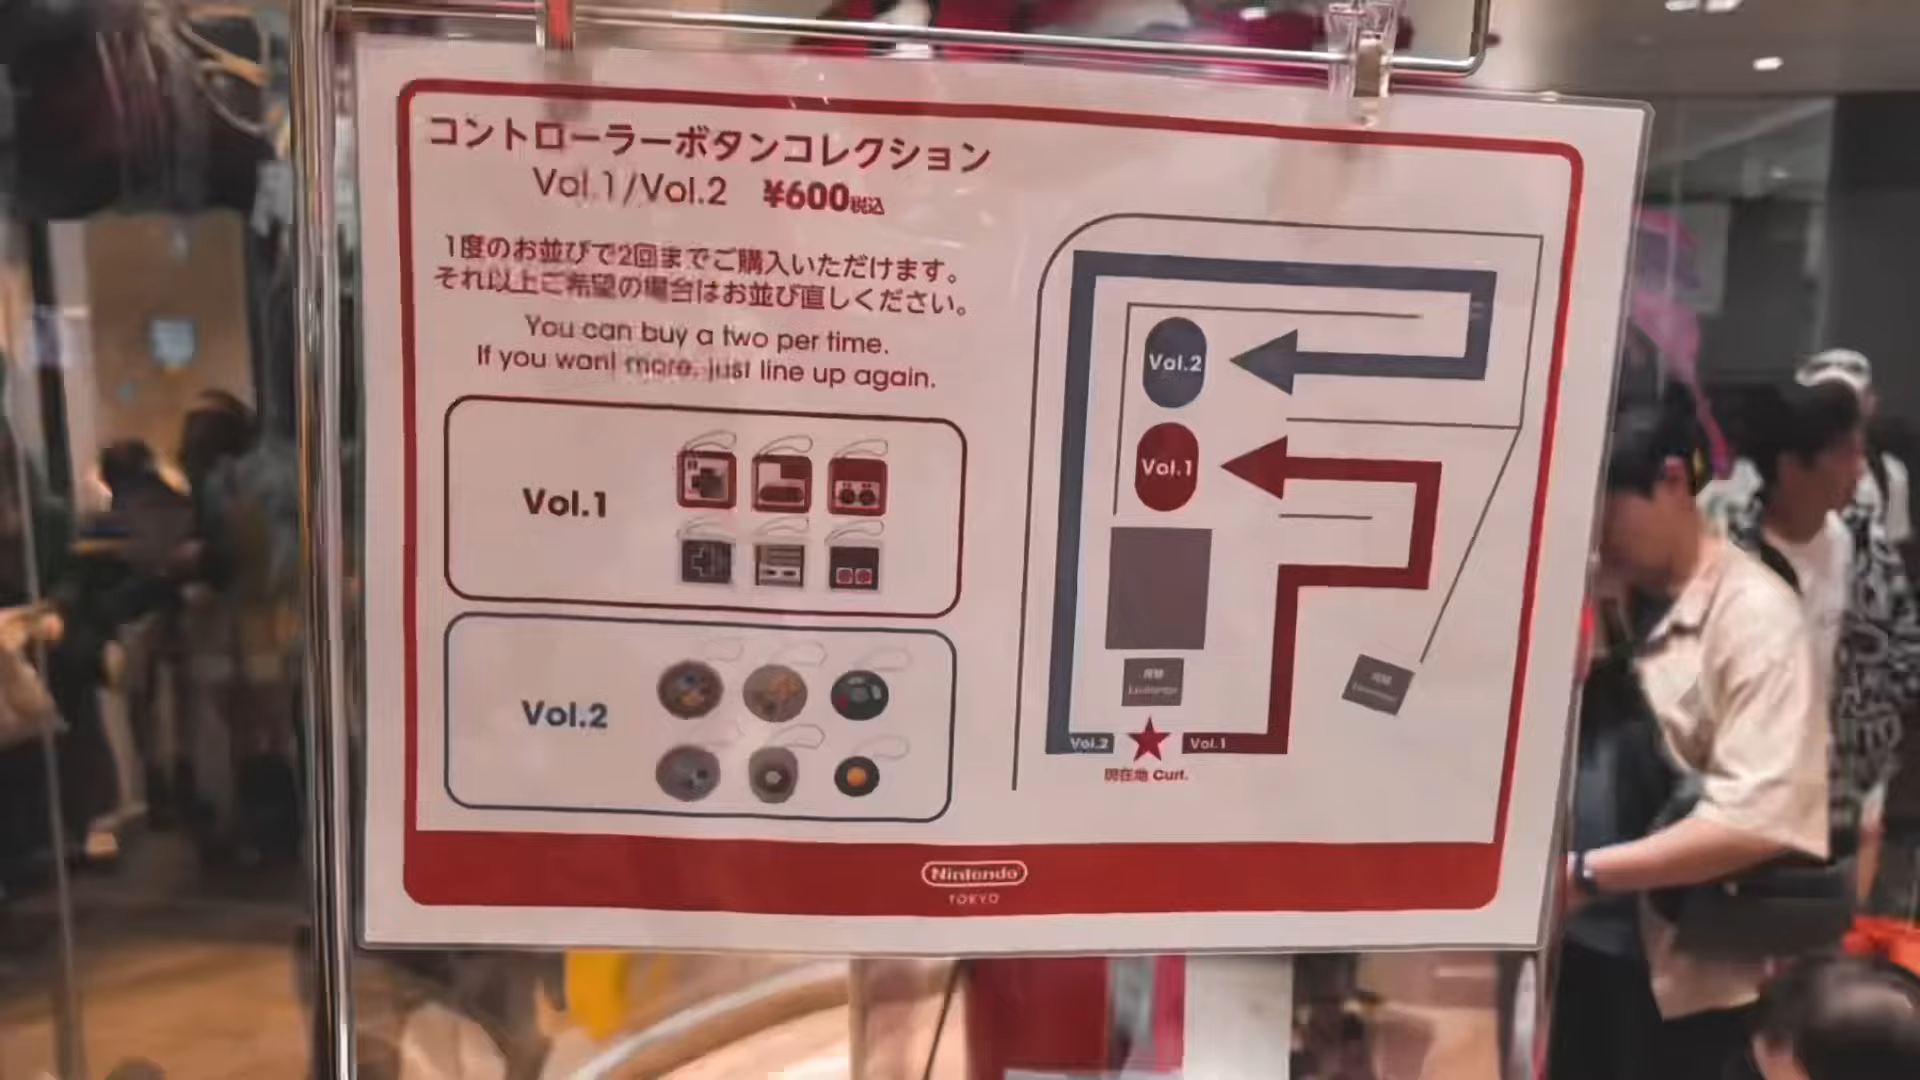 コントローラーボタンコレクション
Vol.1/Vol.2 ¥600税込
1度のお並びで2回までご購入いただけます。
それ以上ご希望の場合はお並び直しください。
You can buy a two per time.
If you want more, just line up again.
Vol.1
Vol.2
Vol.2
Vol.1
Vol.2
Vol.1
現在地 Curr.
Nintendo
TOKYO